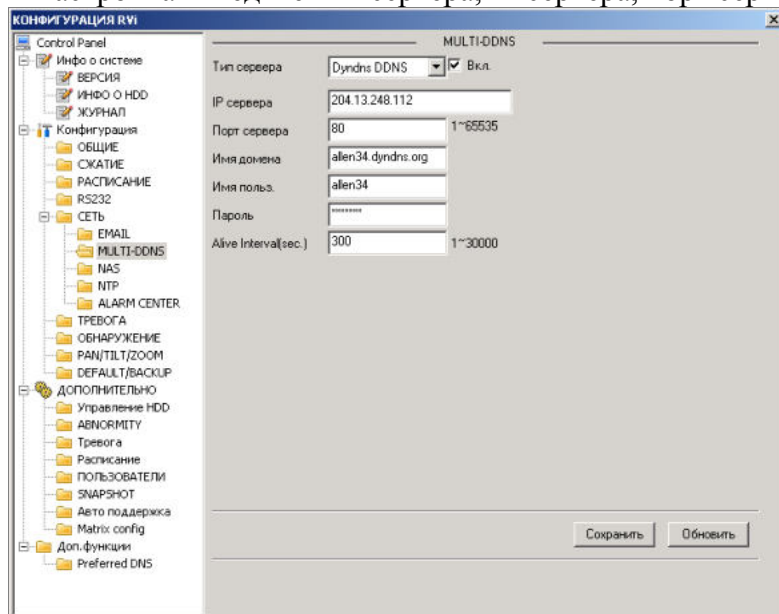 КОНФИГУРАЦИЯ RVi
Control Panel
Инфо о системе
ВЕРСИЯ
ИНФО О HDD
ЖУРНАЛ
Конфигурация
ОБЩИЕ
СЖАТИЕ
РАСПИСАНИЕ
RS232
СЕТЬ
EMAIL
MULTI-DDNS
NAS
NTP
ALARM CENTER
ТРЕВОГА
ОБНАРУЖЕНИЕ
PAN/TILT/ZOOM
DEFAULT/BACKUP
ДОПОЛНИТЕЛЬНО
Управление HDD
ABNORMITY
Тревога
Расписание
ПОЛЬЗОВАТЕЛИ
SNAPSHOT
Авто поддержка
Matrix config
Доп.функции
Preferred DNS
MULTI-DDNS
Тип сервера Dyndns DDNS Вкл.
IP сервера 204.13.248.112
Порт сервера 80 1~65535
Имя домена allen34.dyndns.org
Имя польз. allen34
Пароль ********
Alive Interval(sec.) 300 1~30000
Сохранить Обновить